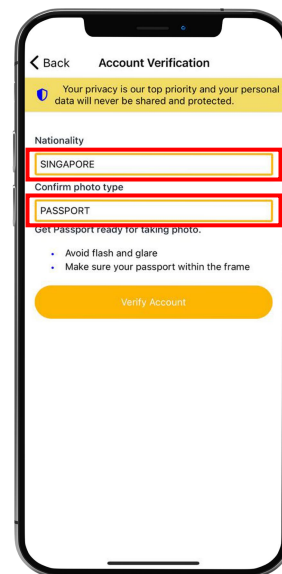 Back Account Verification
Your privacy is our top priority and your personal
data will never be shared and protected.
Nationality
SINGAPORE
Confirm photo type
PASSPORT
Get Passport ready for taking photo.
Avoid flash and glare
Make sure your passport within the frame
Verify Account